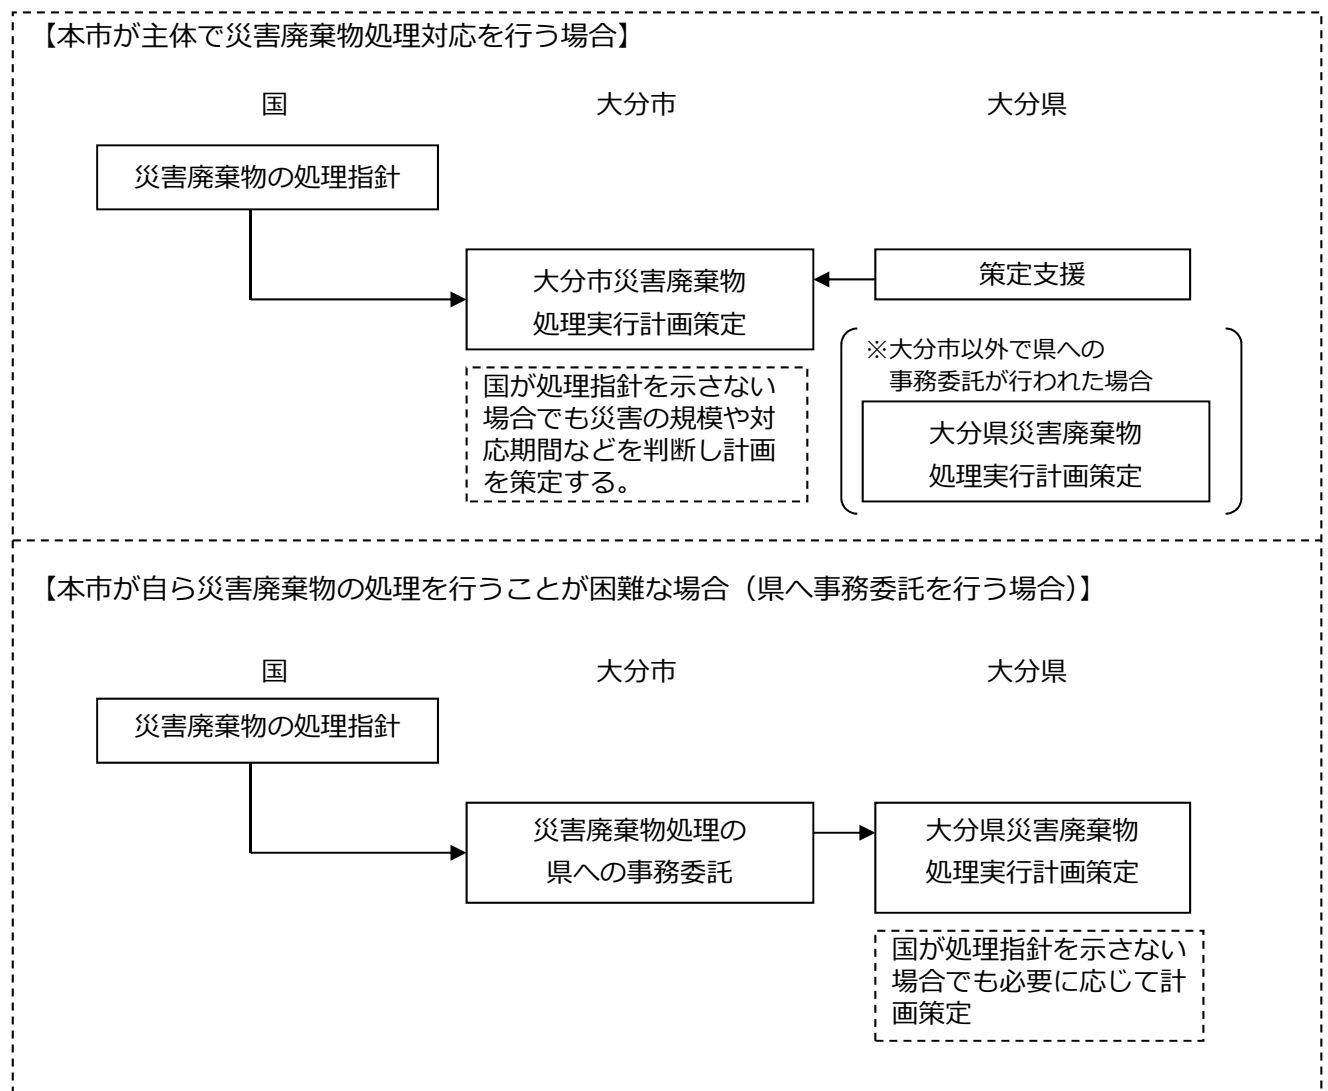 【本市が主体で災害廃棄物処理対応を行う場合】
国
大分市
大分県
災害廃棄物の処理指針
大分市災害廃棄物
処理実行計画策定
策定支援
国が処理指針を示さない
場合でも災害の規模や対
応期間などを判断し計画
を策定する。
※大分市以外で県への
事務委託が行われた場合
大分県災害廃棄物
処理実行計画策定
【本市が自ら災害廃棄物の処理を行うことが困難な場合（県へ事務委託を行う場合）】
国
大分市
大分県
災害廃棄物の処理指針
災害廃棄物処理の
県への事務委託
大分県災害廃棄物
処理実行計画策定
国が処理指針を示さない
場合でも必要に応じて計
画策定